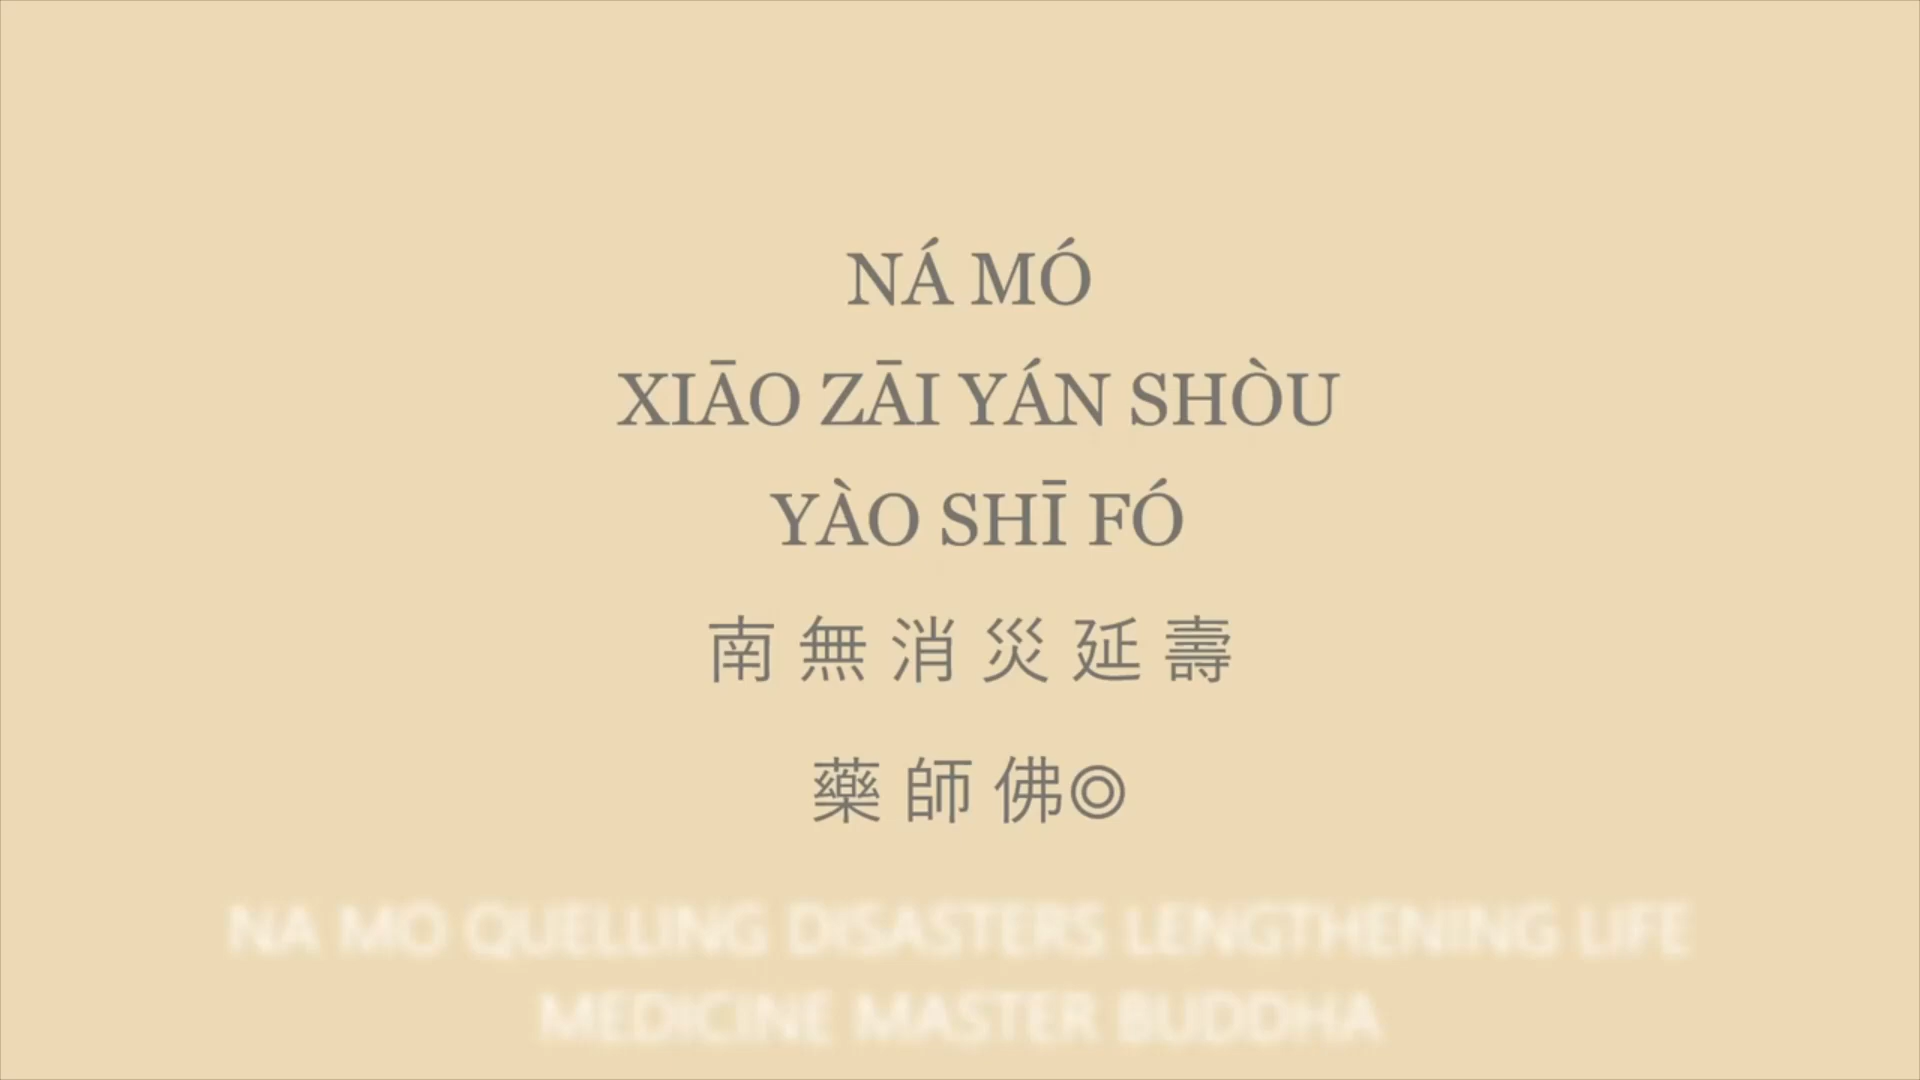 NÁ MÓ
XIĀO ZĀI YÁN SHÒU
YÀO SHĪ FÓ
南 無 消 災 延 壽
藥 師 佛◎
NA MO QUELLING DISASTERS LENGTHENING LIFE
MEDICINE MASTER BUDDHA